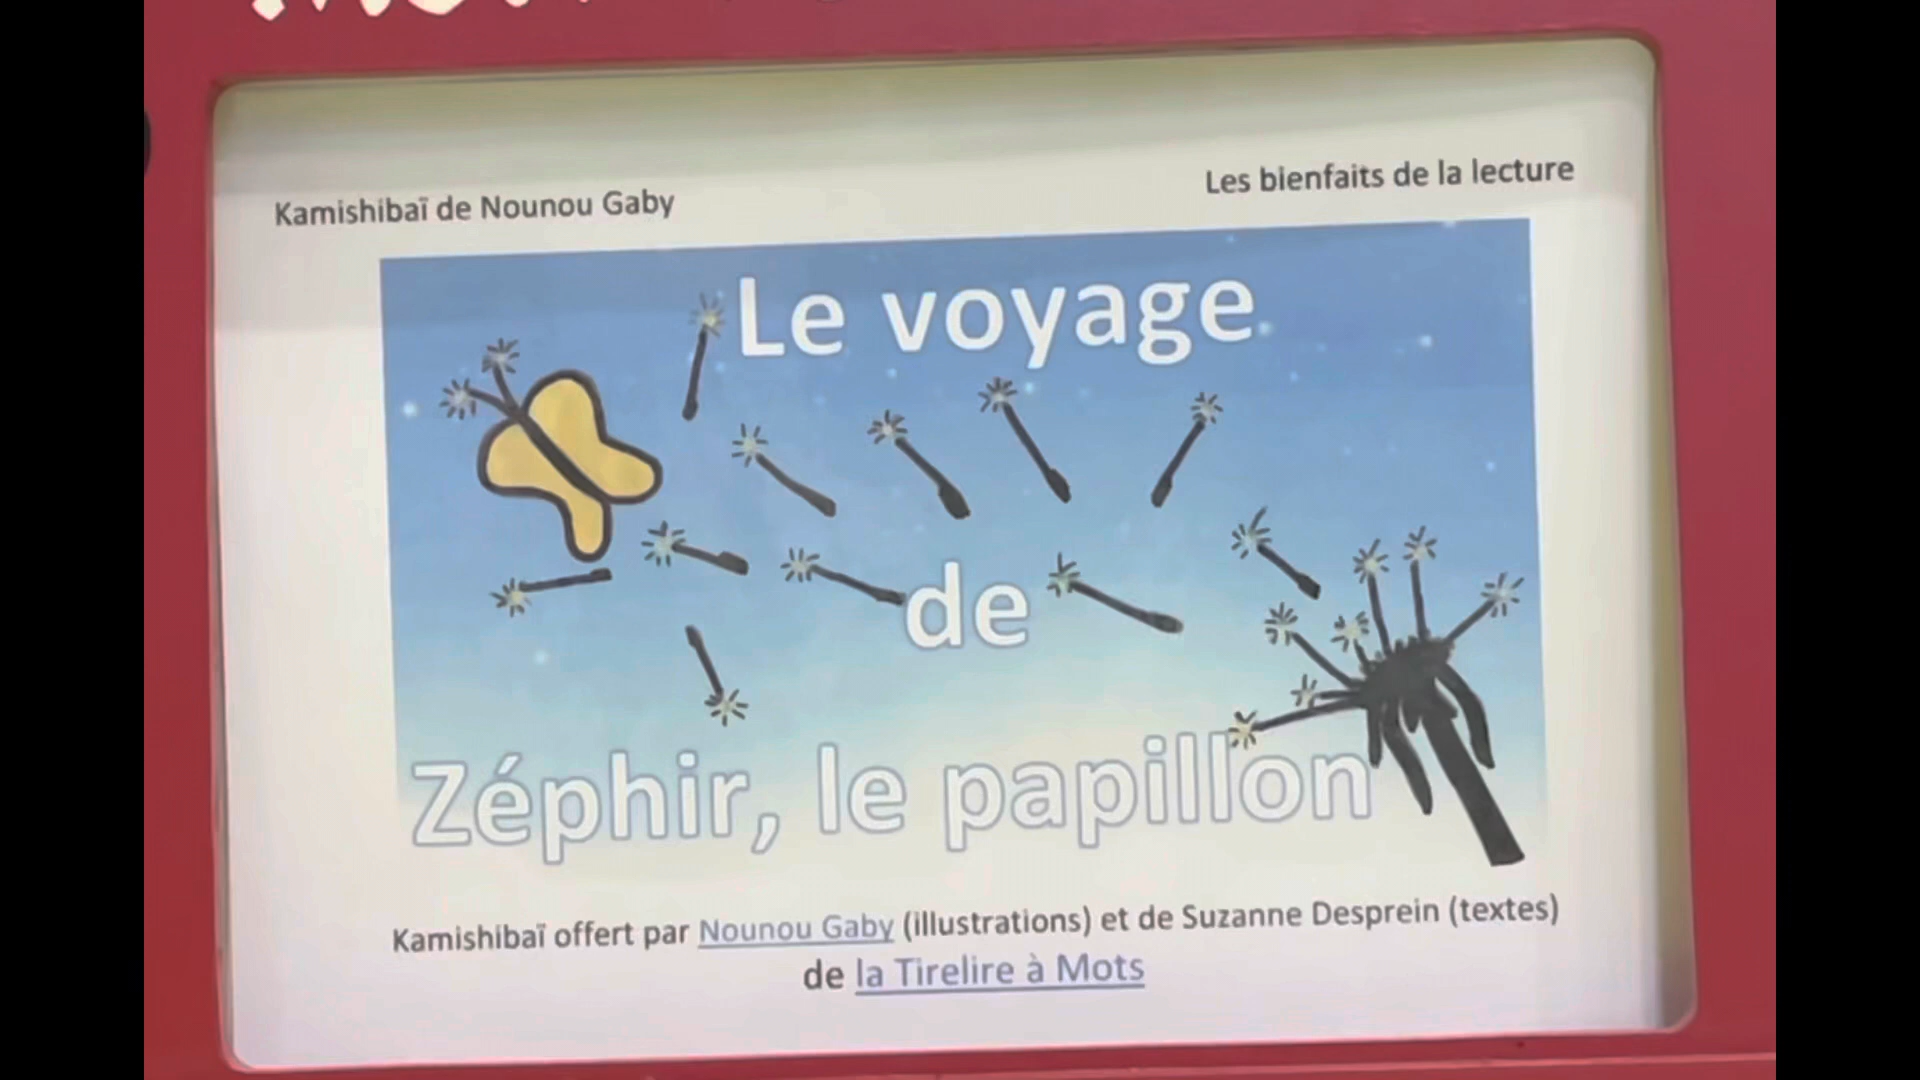 Kamishibaï de Nounou Gaby
Les bienfaits de la lecture
Le voyage
de
Zéphir, le papillon
Kamishibaï offert par Nounou Gaby (illustrations) et de Suzanne Desprein (textes)
de la Tirelire à Mots